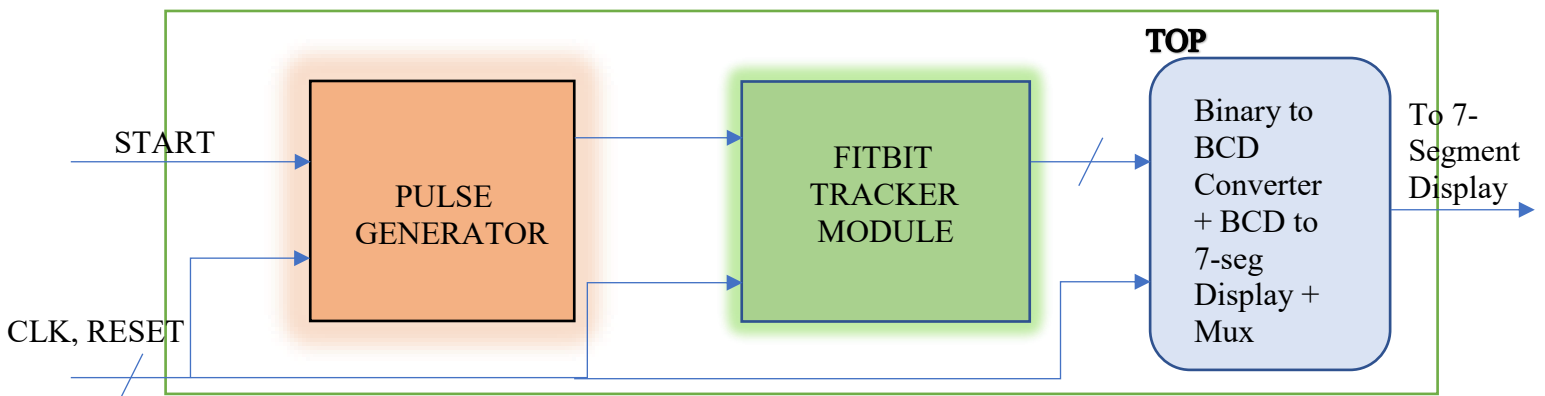 TOP
START
PULSE
GENERATOR
FITBIT
TRACKER
MODULE
Binary to
BCD
Converter
+ BCD to
7-seg
Display +
Mux
To 7-
Segment
Display
CLK, RESET